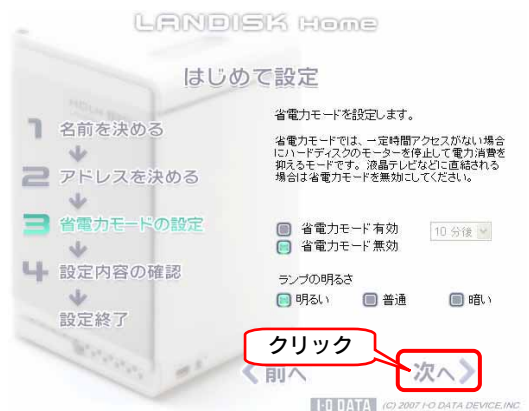 LANDISK Home
はじめて設定
1 名前を決める
2 アドレスを決める
3 省電力モードの設定
4 設定内容の確認
設定終了
省電力モードを設定します。
省電力モードでは、一定時間アクセスがない場合
にハードディスクのモーターを停止して電力消費を
抑えるモードです。液晶テレビなどに直結される
場合は省電力モードを無効にしてください。
省電力モード有効 10 分後
省電力モード無効
ランプの明るさ
明るい 普通 暗い
クリック
前へ 次へ
I-O DATA (C) 2007 I-O DATA DEVICE,INC